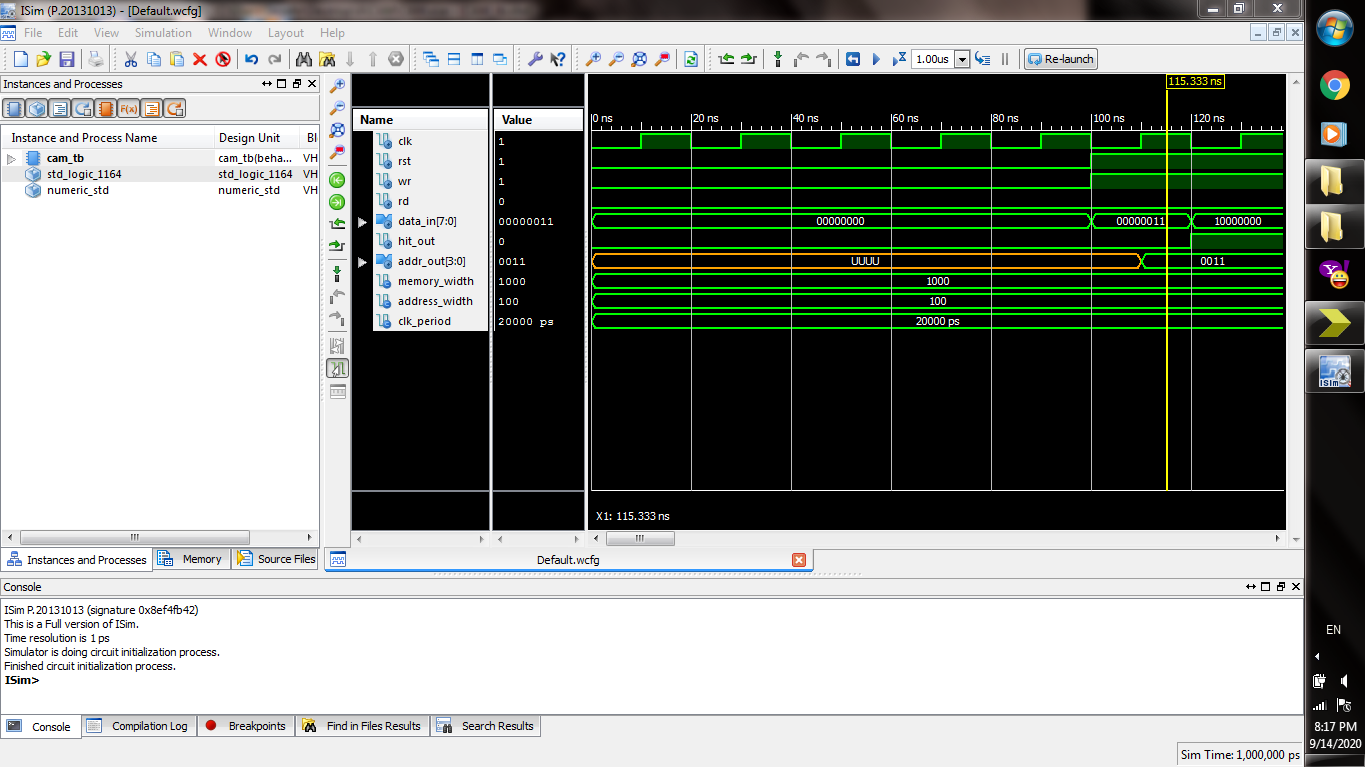 ISim (P.20131013) - [Default.wcfg]
File Edit View Simulation Window Layout Help
1.00us Re-launch
Instances and Processes
Instance and Process Name Design Unit Bl
cam_tb cam_tb(beha... VH
std_logic_1164 std_logic_1164 VH
numeric_std numeric_std VH
115.333 ns
Name Value
0 ns 20 ns 40 ns 60 ns 80 ns 100 ns 120 ns
clk 1
rst 1
wr 1
rd 0
data_in[7:0] 00000011 00000000 00000011 10000000
hit_out 0
addr_out[3:0] 0011 UUUU 0011
memory_width 1000 1000
address_width 100 100
clk_period 20000 ps 20000 ps
X1: 115.333 ns
Instances and Processes Memory Source Files
Default.wcfg
Console
ISim P.20131013 (signature 0x8ef4fb42)
This is a Full version of ISim.
Time resolution is 1 ps
Simulator is doing circuit initialization process.
Finished circuit initialization process.
ISim>
Console Compilation Log Breakpoints Find in Files Results Search Results
Sim Time: 1,000,000 ps
ISim
EN
8:17 PM
9/14/2020